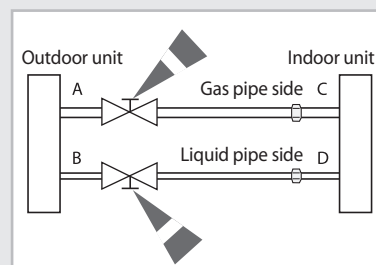 Outdoor unit Indoor unit
A Gas pipe side C
B Liquid pipe side D